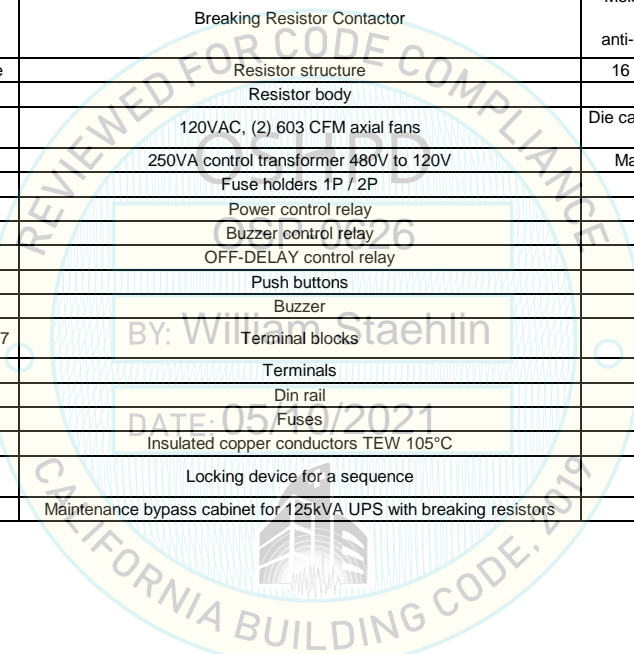 Breaking Resistor Contactor
anti-
e Resistor structure 16
Resistor body
120VAC, (2) 603 CFM axial fans Die ca
250VA control transformer 480V to 120V Ma
Fuse holders 1P / 2P
Power control relay
Buzzer control relay
OFF-DELAY control relay
Push buttons
Buzzer
7 Terminal blocks
Terminals
Din rail
Fuses
Insulated copper conductors TEW 105°C
Locking device for a sequence
Maintenance bypass cabinet for 125kVA UPS with breaking resistors
REVIEWED FOR CODE COMPLIANCE
OSHPD
OSP-0626
BY: William Staehlin
DATE: 05/10/2021
CALIFORNIA BUILDING CODE, 2019